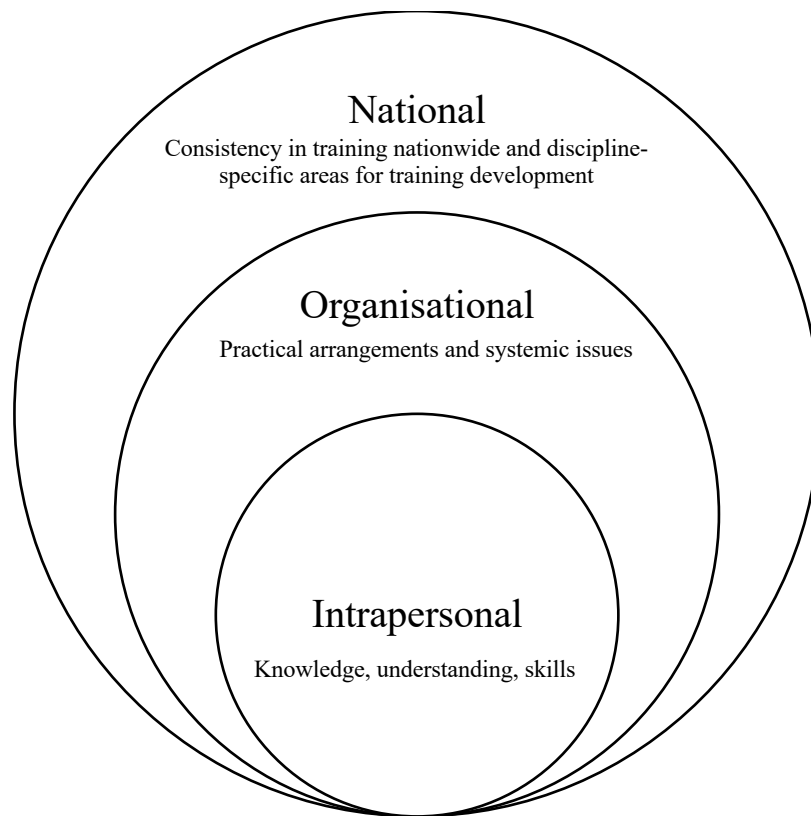 National
Consistency in training nationwide and discipline-
specific areas for training development
Organisational
Practical arrangements and systemic issues
Intrapersonal
Knowledge, understanding, skills